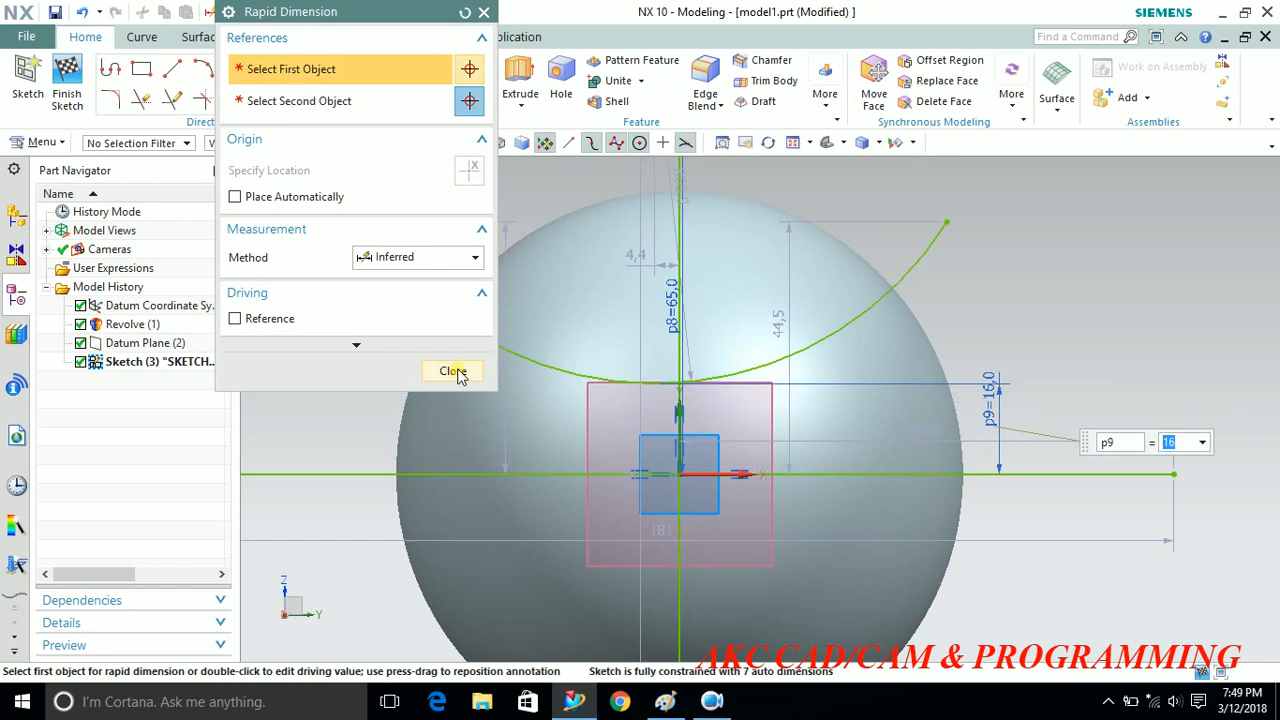 Rapid Dimension
NX 10 - Modeling - [model1.prt (Modified) ]
SIEMENS
File
Home
Curve
Surfa
ocation
Find a Command
References
* Select First Object
* Select Second Object
Origin
Specify Location
Place Automatically
Measurement
Method
Inferred
Driving
Reference
Close
Sketch
Finish
Sketch
Direct
Extrude
Hole
Pattern Feature
Unite
Shell
Feature
Edge
Blend
Chamfer
Trim Body
Draft
More
Move
Face
Offset Region
Replace Face
Delete Face
Synchronous Modeling
More
Surface
Work on Assembly
Add
Assemblies
Menu
No Selection Filter
Part Navigator
Name
History Mode
Model Views
Cameras
User Expressions
Model History
Datum Coordinate Sy...
Revolve (1)
Datum Plane (2)
Sketch (3) "SKETCH...
Dependencies
Details
Preview
4,4
p8=65,0
44,5
p9=16,0
p9
=
16
X
181
Z
Y
AKC CAD/CAM & PROGRAMMING
Select first object for rapid dimension or double-click to edit driving value; use press-drag to reposition annotation
Sketch is fully constrained with 7 auto dimensions
I'm Cortana. Ask me anything.
7:49 PM
3/12/2018